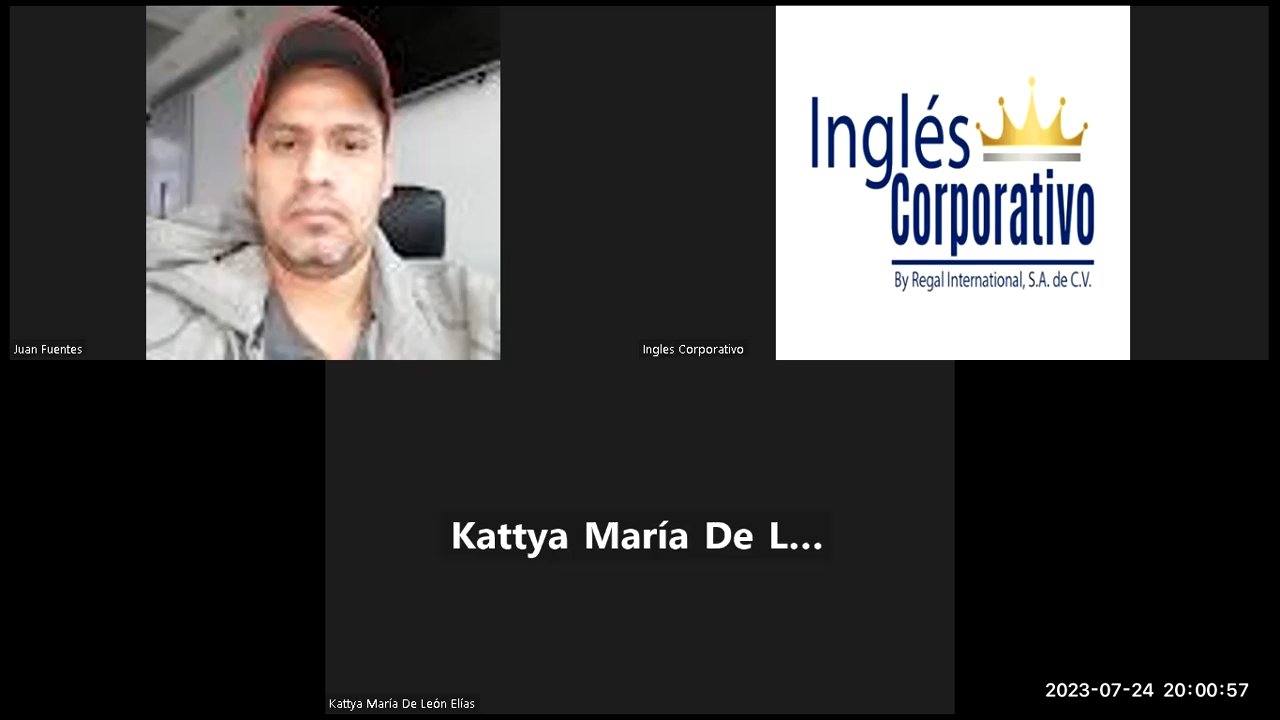 Inglés
Corporativo
By Regal International, S.A. de C.V.
Juan Fuentes
Ingles Corporativo
Kattya María De L...
Kattya María De León Elías
2023-07-24 20:00:57